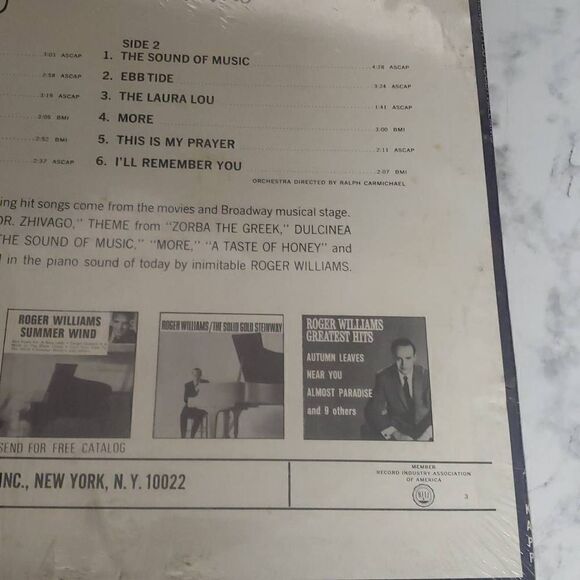 SIDE 2
3:01 ASCAP
1. THE SOUND OF MUSIC 4:28 ASCAP
2:58 ASCAP
2. EBB TIDE 3:24 ASCAP
3:19 ASCAP
3. THE LAURA LOU 1:41 ASCAP
3:05 BMI
4. MORE 3:00 BMI
2:52 BMI
5. THIS IS MY PRAYER 2:11 ASCAP
2:37 ASCAP
6. I'LL REMEMBER YOU 2:07 BMI
ORCHESTRA DIRECTED BY RALPH CARMICHAEL
ing hit songs come from the movies and Broadway musical stage.
OR. ZHIVAGO," THEME from "ZORBA THE GREEK," DULCINEA
THE SOUND OF MUSIC," "MORE," "A TASTE OF HONEY" and
in the piano sound of today by inimitable ROGER WILLIAMS.
ROGER WILLIAMS
SUMMER WIND
ROGER WILLIAMS/THE SOLID GOLD STEINWAY
ROGER WILLIAMS
GREATEST HITS
AUTUMN LEAVES
NEAR YOU
ALMOST PARADISE
and 9 others
SEND FOR FREE CATALOG
INC., NEW YORK, N.Y. 10022
MEMBER
RECORD INDUSTRY ASSOCIATION
OF AMERICA
3